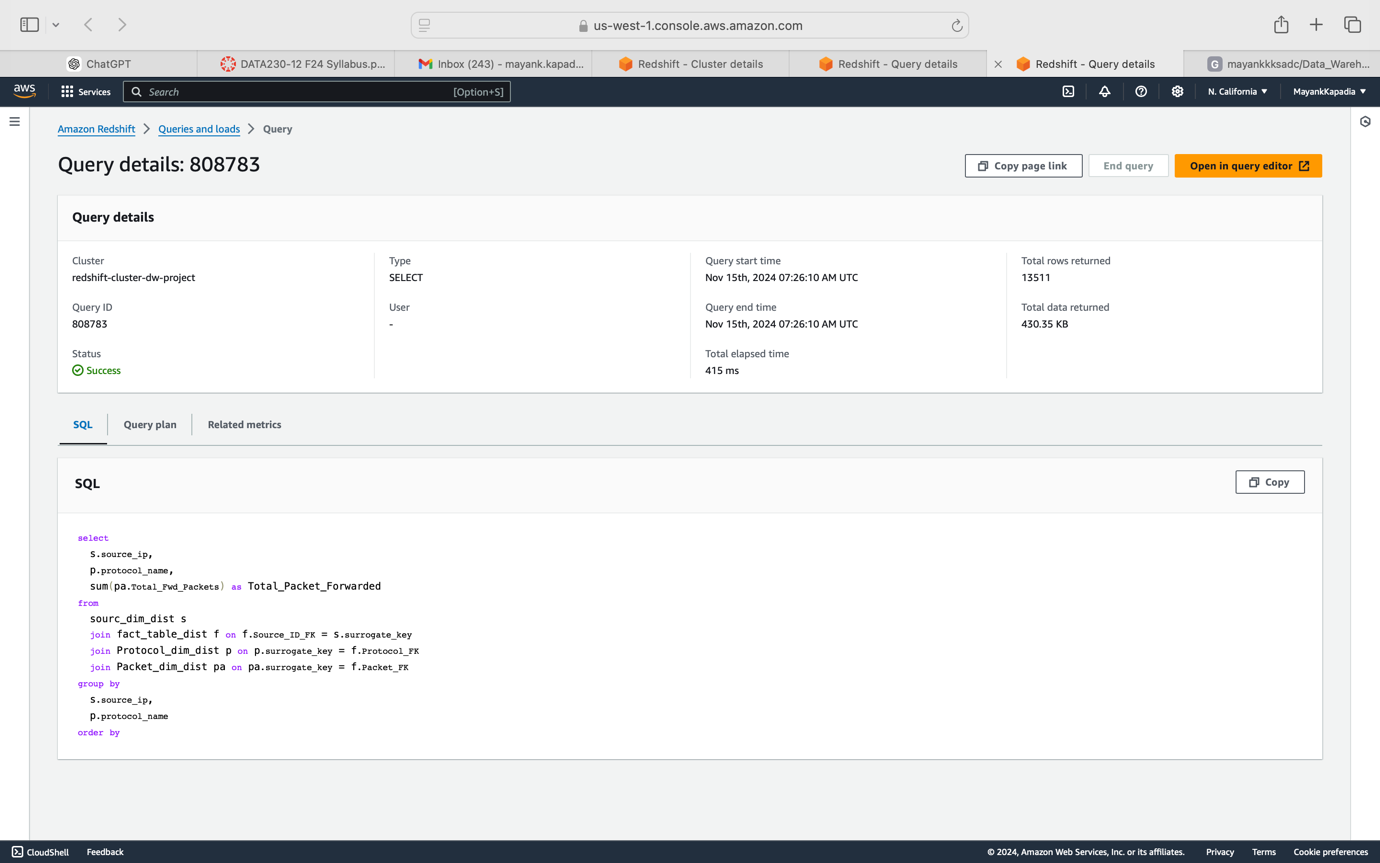 us-west-1.console.aws.amazon.com
ChatGPT
DATA230-12 F24 Syllabus.p...
Inbox (243) - mayank.kapad...
Redshift - Cluster details
Redshift - Query details
Redshift - Query details
G mayankkksadc/Data_Wareh...
aws
Services
Search
[Option+S]
N. California
MayankKapadia
Amazon Redshift
Queries and loads
Query
Query details: 808783
Copy page link
End query
Open in query editor
Query details
Cluster
redshift-cluster-dw-project
Query ID
808783
Status
Success
Type
SELECT
User
-
Query start time
Nov 15th, 2024 07:26:10 AM UTC
Query end time
Nov 15th, 2024 07:26:10 AM UTC
Total elapsed time
415 ms
Total rows returned
13511
Total data returned
430.35 KB
SQL
Query plan
Related metrics
SQL
Copy
select
s.source_ip,
p.protocol_name,
sum(pa.Total_Fwd_Packets) as Total_Packet_Forwarded
from
sourc_dim_dist s
join fact_table_dist f on f.Source_ID_FK = s.surrogate_key
join Protocol_dim_dist p on p.surrogate_key = f.Protocol_FK
join Packet_dim_dist pa on pa.surrogate_key = f.Packet_FK
group by
s.source_ip,
p.protocol_name
order by
CloudShell
Feedback
© 2024, Amazon Web Services, Inc. or its affiliates.
Privacy
Terms
Cookie preferences